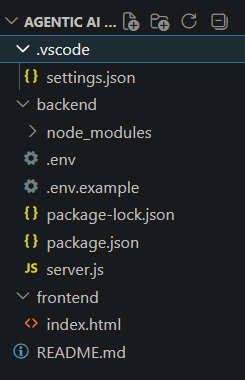 AGENTIC AI ...
.vscode
{} settings.json
backend
node_modules
.env
.env.example
{} package-lock.json
{} package.json
JS server.js
frontend
<> index.html
README.md